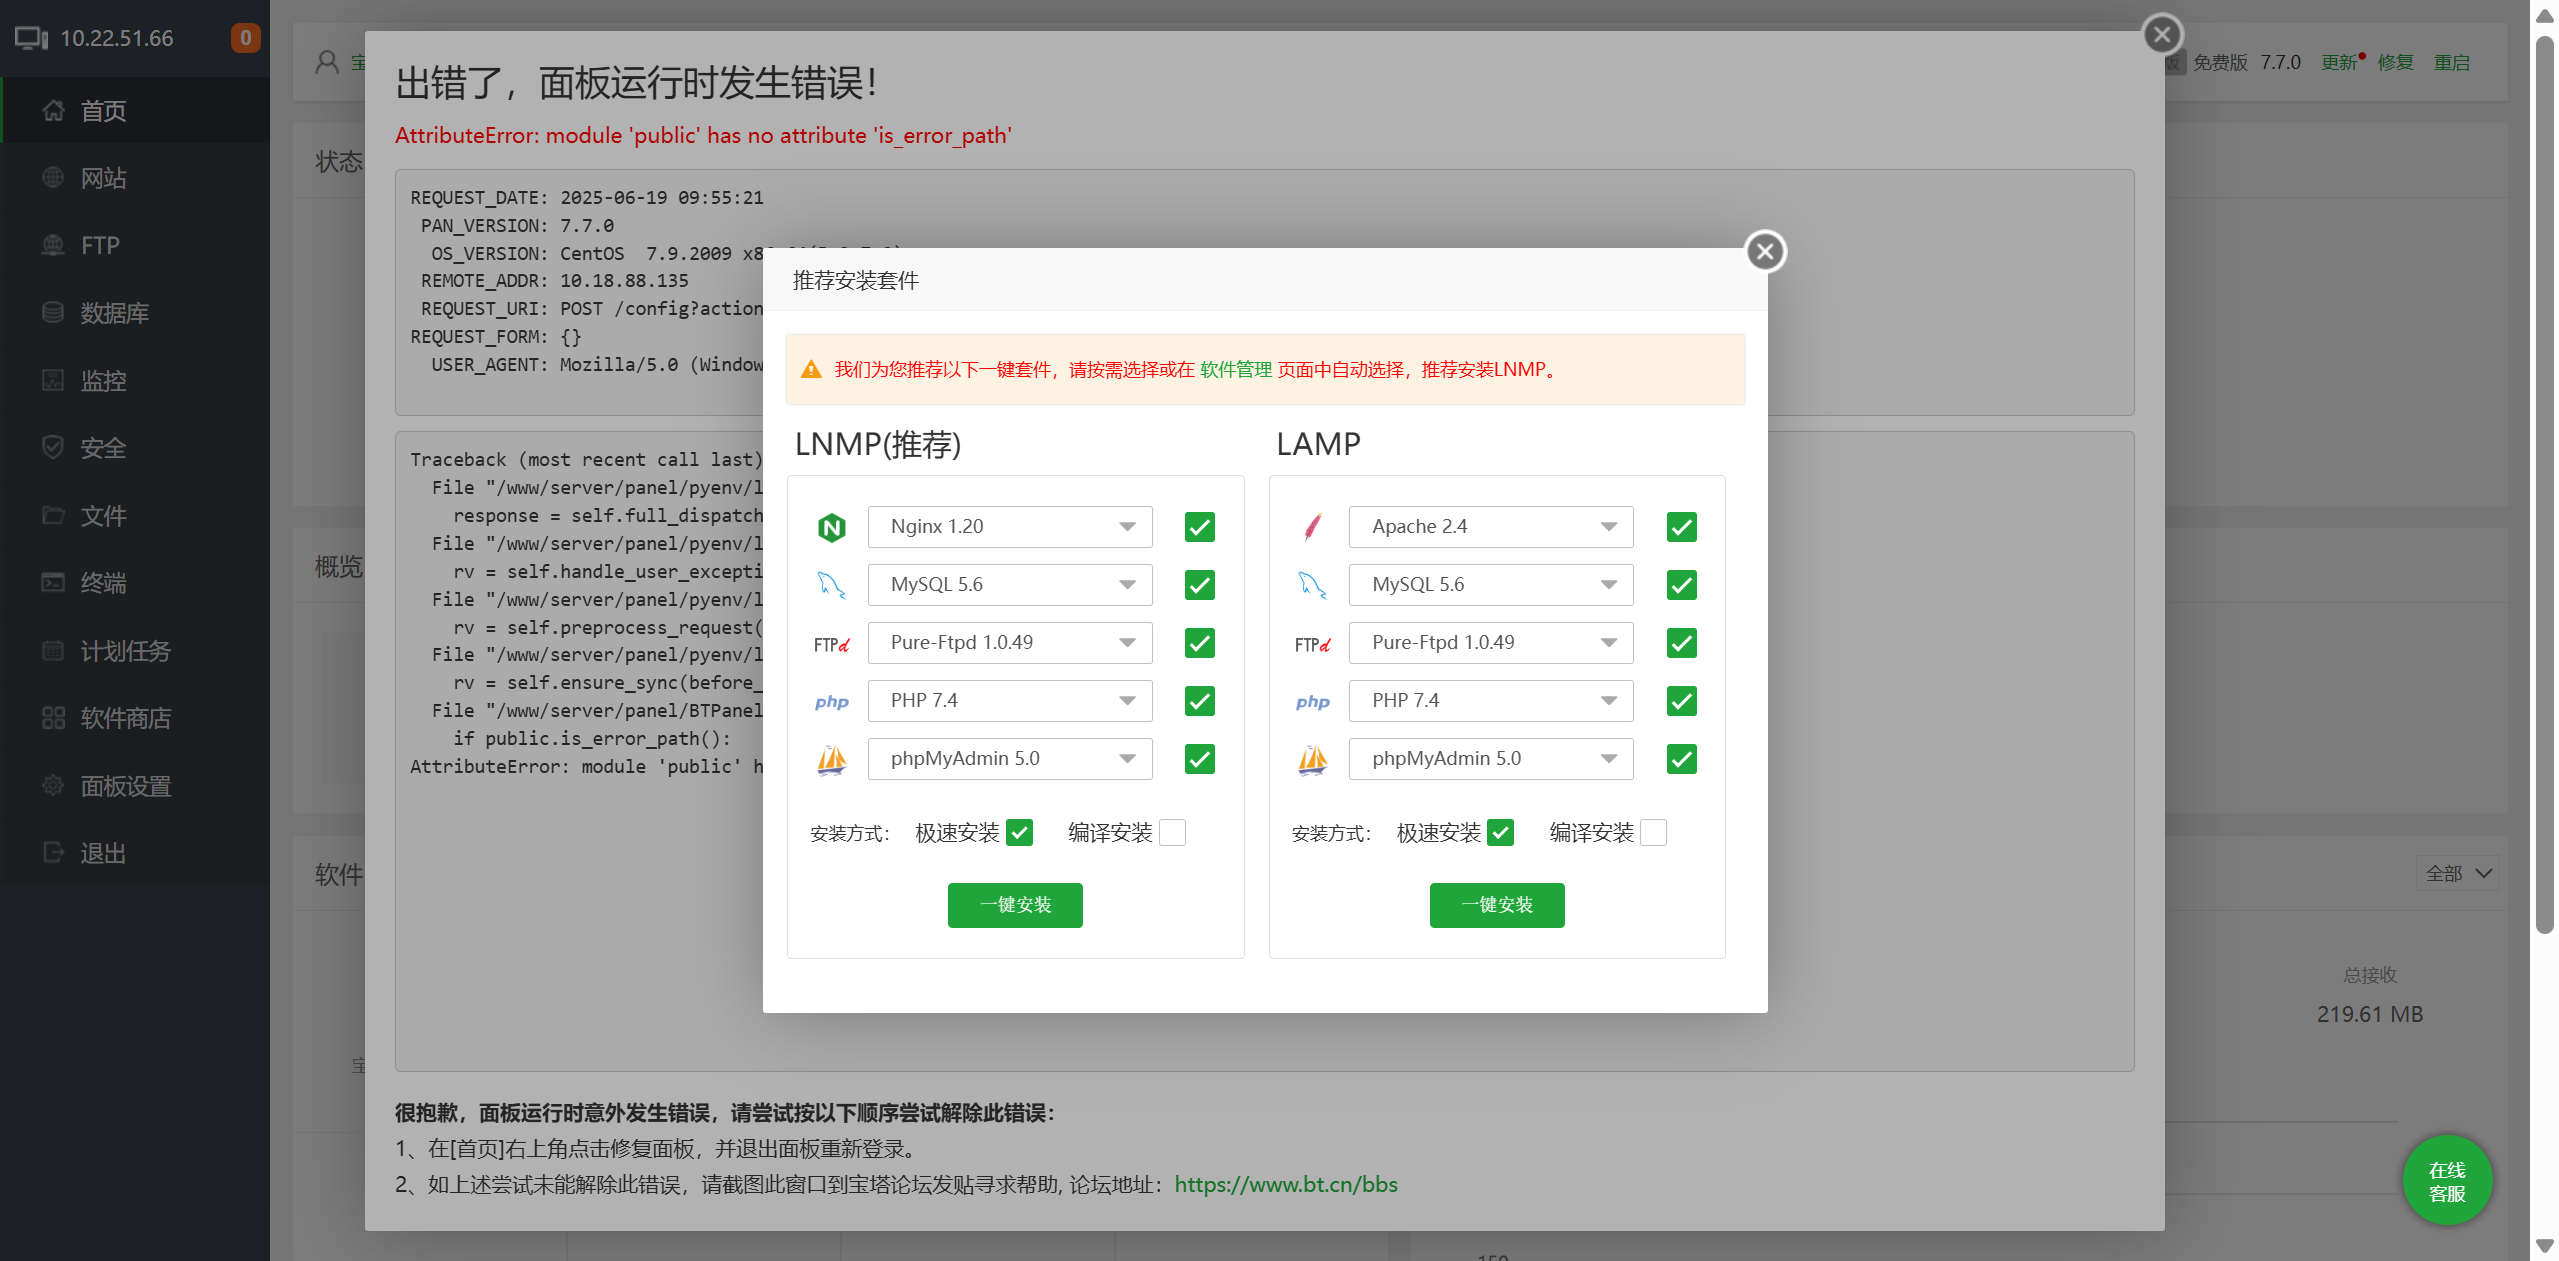 10.22.51.66
0
首页
网站
FTP
数据库
监控
安全
文件
终端
计划任务
软件商店
面板设置
退出
免费版 7.7.0 更新 修复 重启
状态
概览
软件
全部
总接收
219.61 MB
在线
客服
出错了，面板运行时发生错误！
AttributeError: module 'public' has no attribute 'is_error_path'
REQUEST_DATE: 2025-06-19 09:55:21
PAN_VERSION: 7.7.0
OS_VERSION: CentOS 7.9.2009
REMOTE_ADDR: 10.18.88.135
REQUEST_URI: POST /config?action
REQUEST_FORM: {}
USER_AGENT: Mozilla/5.0 (Window
Traceback (most recent call last)
File "/www/server/panel/pyenv/l
response = self.full_dispatch
File "/www/server/panel/pyenv/l
rv = self.handle_user_excepti
File "/www/server/panel/pyenv/l
rv = self.preprocess_request(
File "/www/server/panel/pyenv/l
rv = self.ensure_sync(before_
File "/www/server/panel/BTPanel
if public.is_error_path():
AttributeError: module 'public' h
很抱歉，面板运行时意外发生错误，请尝试按以下顺序尝试解除此错误：
1、在[首页]右上角点击修复面板，并退出面板重新登录。
2、如上述尝试未能解除此错误，请截图此窗口到宝塔论坛发贴寻求帮助, 论坛地址：https://www.bt.cn/bbs
推荐安装套件
我们为您推荐以下一键套件，请按需选择或在 软件管理 页面中自动选择，推荐安装LNMP。
LNMP(推荐)
Nginx 1.20
MySQL 5.6
FTPd Pure-Ftpd 1.0.49
php PHP 7.4
phpMyAdmin 5.0
安装方式： 极速安装 编译安装
一键安装
LAMP
Apache 2.4
MySQL 5.6
FTPd Pure-Ftpd 1.0.49
php PHP 7.4
phpMyAdmin 5.0
安装方式： 极速安装 编译安装
一键安装